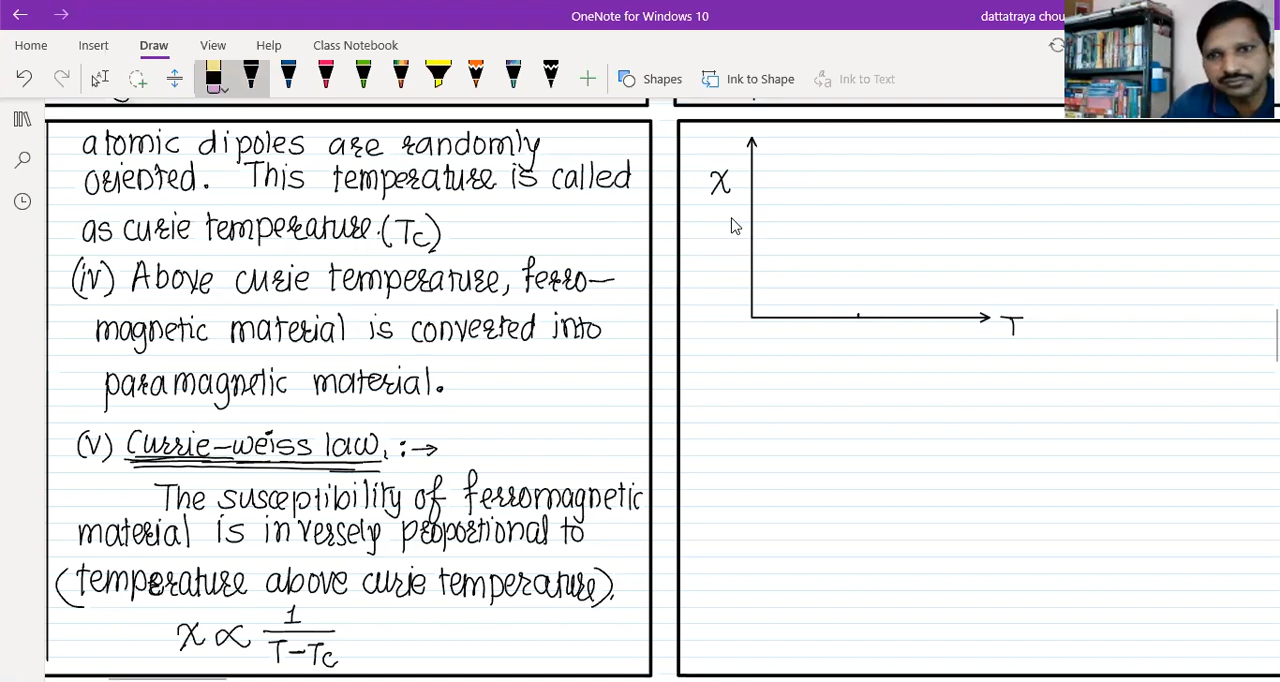 OneNote for Windows 10
dattatraya chou
Home Insert Draw View Help Class Notebook
Shapes Ink to Shape Ink to Text
atomic dipoles are randomly
oriented. This temperature is called
as curie temperature. (Tc)
(iv) Above curie temperature, ferro-
magnetic material is converted into
paramagnetic material.
(v) Currie-weiss law. :→
The susceptibility of ferromagnetic
material is inversely proportional to
(temperature above curie temperature).
χ ∝ 1/(T-Tc)
χ
T